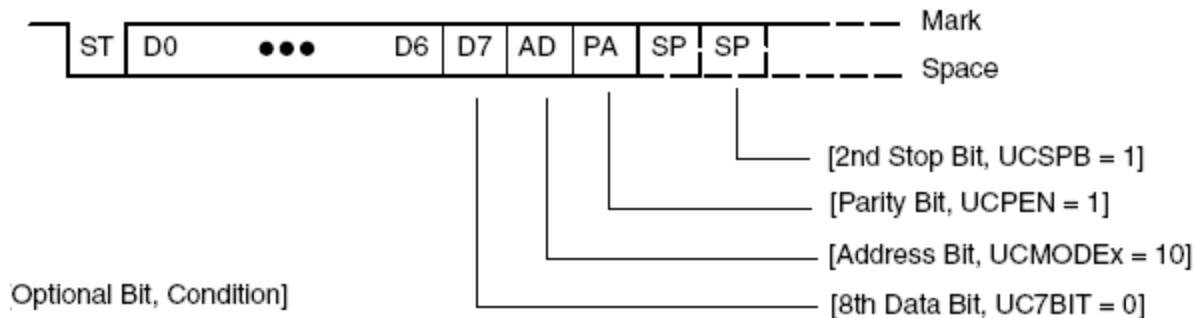 Mark
ST D0 ●●● D6 D7 AD PA SP SP
Space
[2nd Stop Bit, UCSPB = 1]
[Parity Bit, UCPEN = 1]
[Address Bit, UCMODEx = 10]
[Optional Bit, Condition]
[8th Data Bit, UC7BIT = 0]